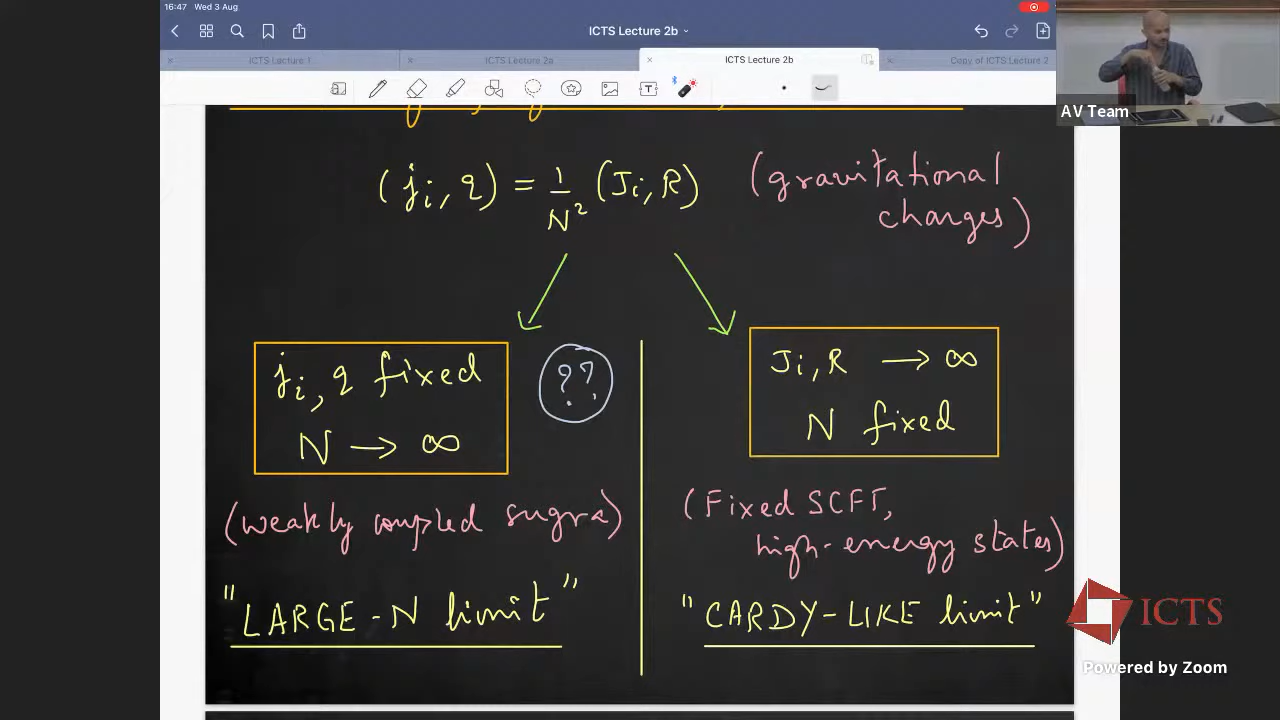 16:47 Wed 3 Aug
ICTS Lecture 2b
ICTS Lecture 1
ICTS Lecture 2a
ICTS Lecture 2b
Copy of ICTS Lecture 2
AV Team
(ji, q) = 1/N² (Ji, R)
(gravitational
charges)
ji, q fixed
N → ∞
??
Ji, R → ∞
N fixed
(weakly coupled sugra)
(Fixed SCFT,
high-energy states)
"LARGE-N limit"
"CARDY-LIKE limit"
ICTS
Powered by Zoom